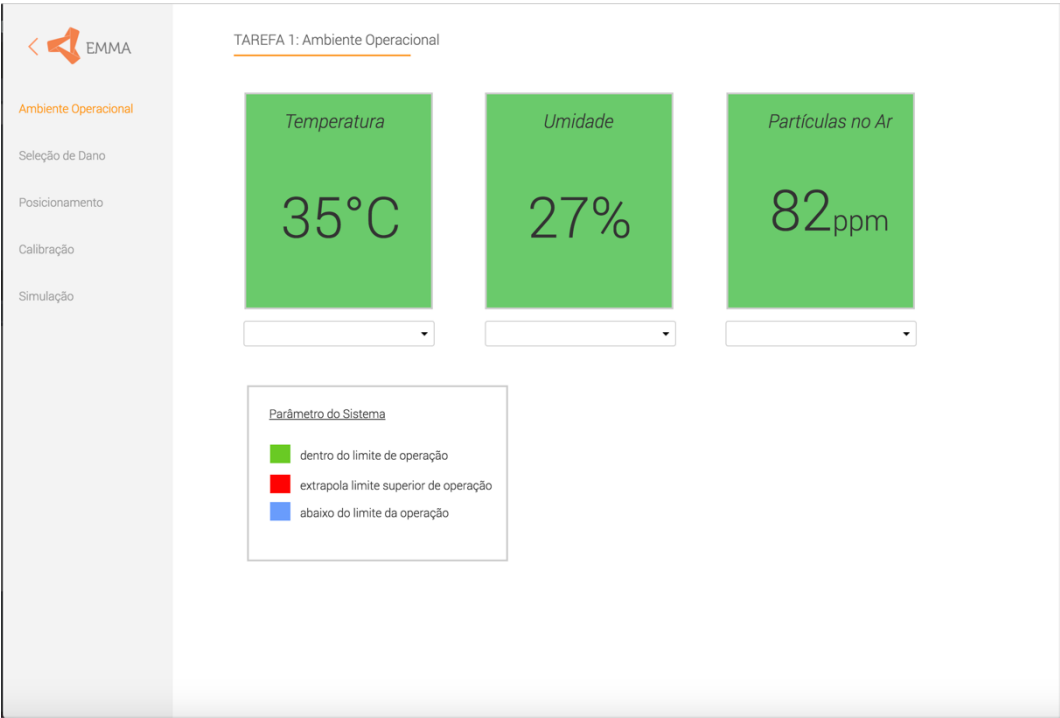 EMMA
TAREFA 1: Ambiente Operacional
Ambiente Operacional
Seleção de Dano
Posicionamento
Calibração
Simulação
Temperatura
35°C
Umidade
27%
Partículas no Ar
82ppm
Parâmetro do Sistema
dentro do limite de operação
extrapola limite superior de operação
abaixo do limite da operação